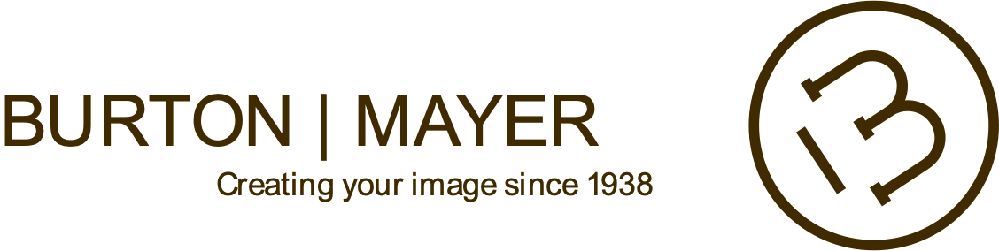 BURTON | MAYER
Creating your image since 1938
B